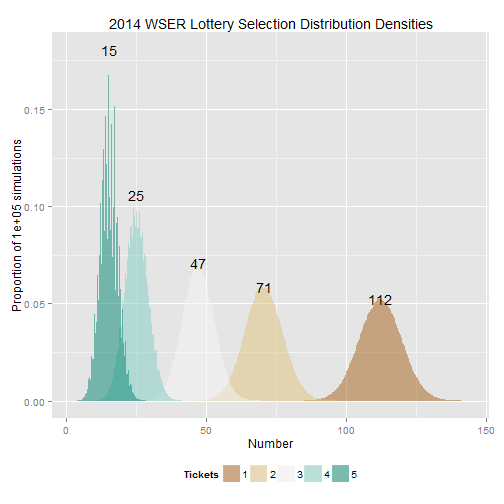 2014 WSER Lottery Selection Distribution Densities
15
25
47
71
112
0.15
0.10
0.05
0.00
Proportion of 1e+05 simulations
0 50 100 150
Number
Tickets 1 2 3 4 5